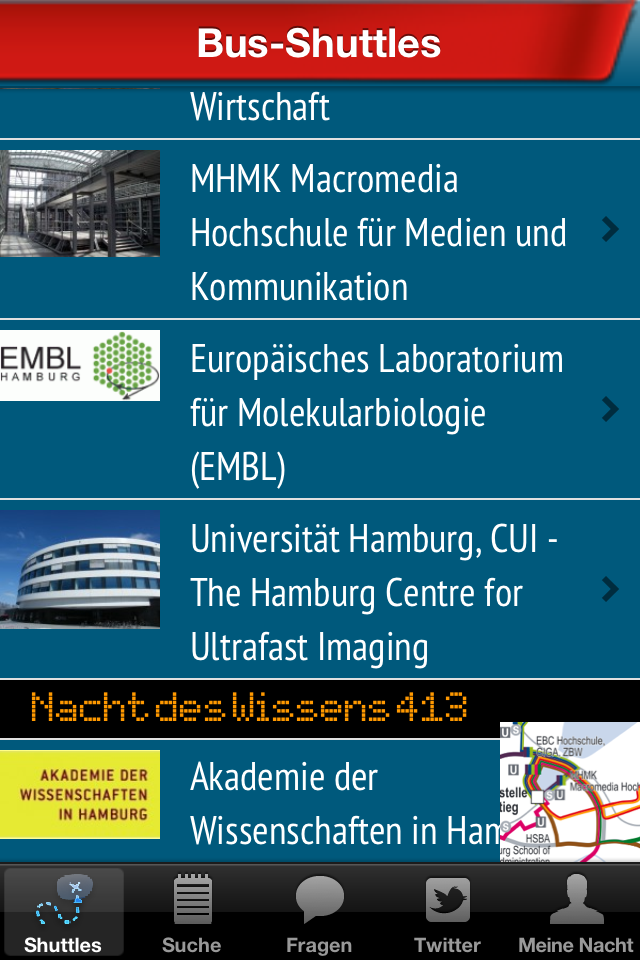 Bus-Shuttles
Wirtschaft
MHMK Macromedia
Hochschule für Medien und
Kommunikation
EMBL
HAMBURG
Europäisches Laboratorium
für Molekularbiologie
(EMBL)
Universität Hamburg, CUI -
The Hamburg Centre for
Ultrafast Imaging
Nacht des Wissens 413
AKADEMIE DER
WISSENSCHAFTEN
IN HAMBURG
Akademie der
Wissenschaften in Ham
U S
EBC Hochschule,
GIGA, ZBW
U
MHMK
Macromedia Hoch
stelle
tieg
S U
U
HSBA
urg School of
dministration
Shuttles
Suche
Fragen
Twitter
Meine Nacht